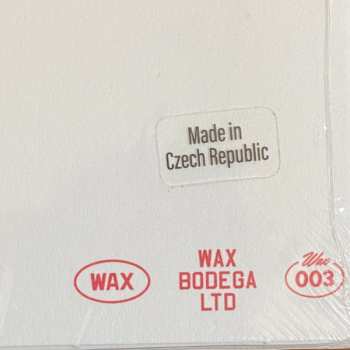 Made in
Czech Republic
WAX
WAX
BODEGA
LTD
Wax
003